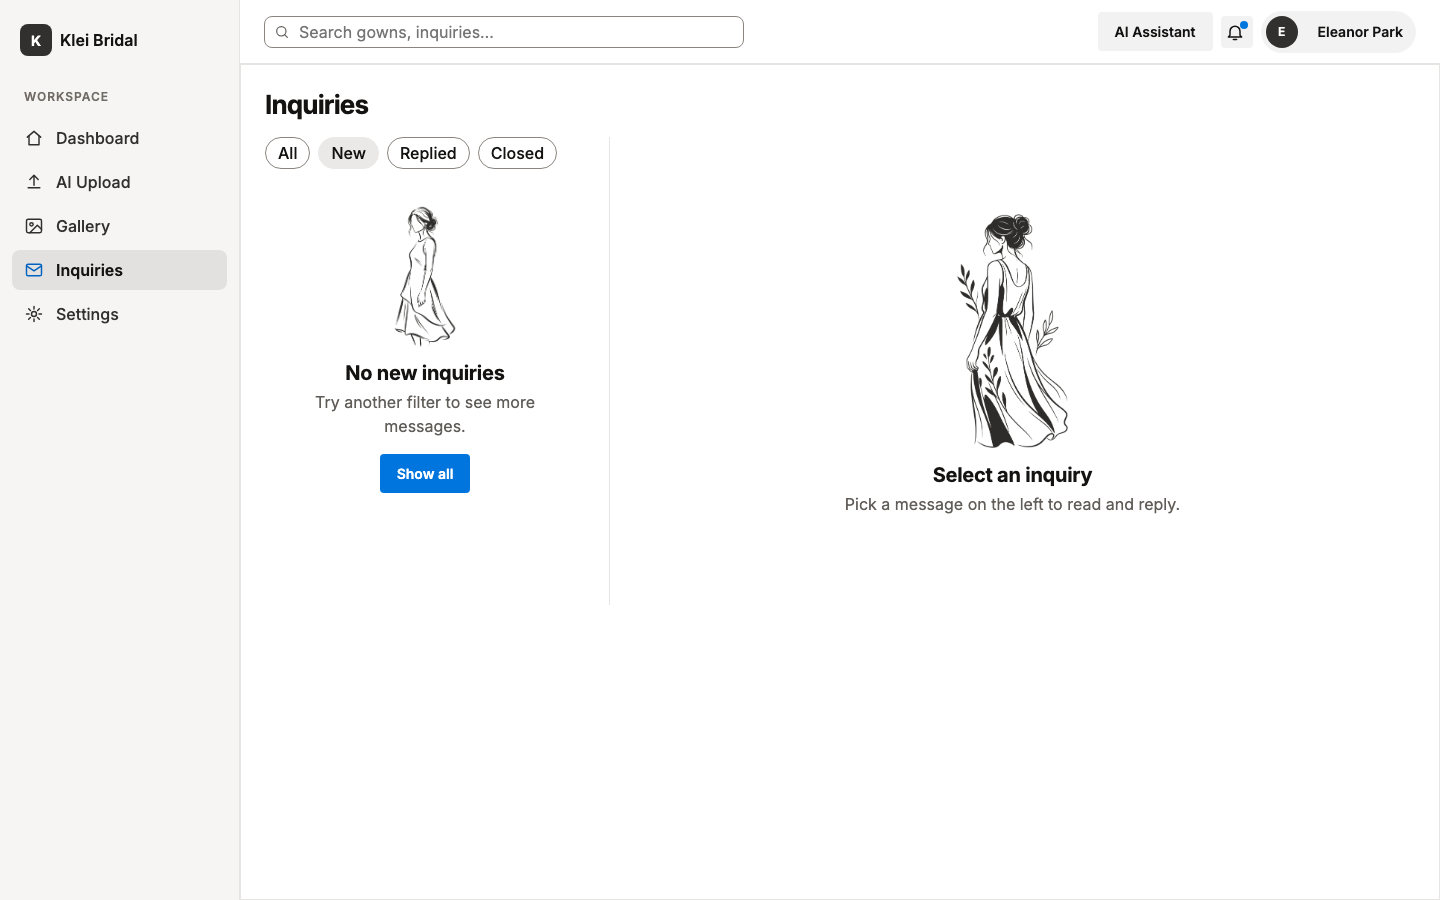 K Klei Bridal
WORKSPACE
Dashboard
AI Upload
Gallery
Inquiries
Settings
Search gowns, inquiries...
AI Assistant
E Eleanor Park
Inquiries
All New Replied Closed
No new inquiries
Try another filter to see more
messages.
Show all
Select an inquiry
Pick a message on the left to read and reply.